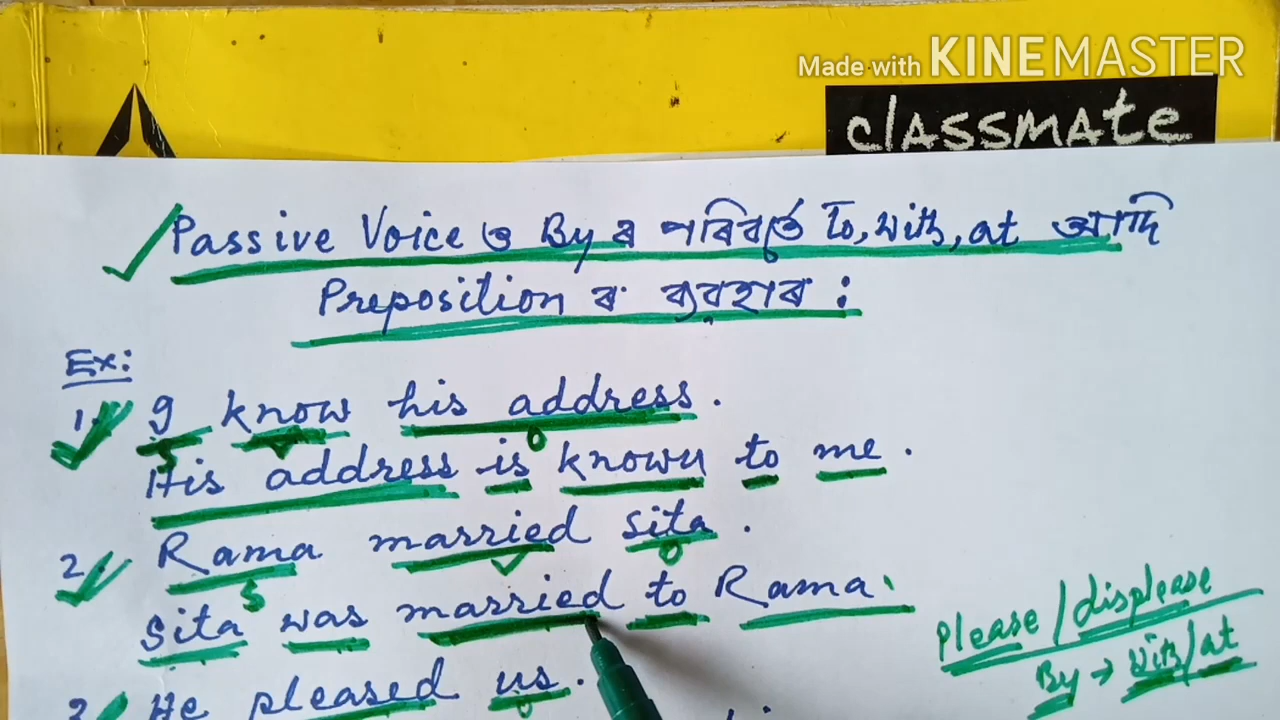 Made with KINEMASTER
classmate
Passive Voice ত By ৰ পৰিবৰ্তে to, with, at আদি
Preposition ৰ ব্যৱহাৰ :
Ex:
1. I know his address.
S V O
His address is known to me.
2. Rama married Sita.
S V O
Sita was married to Rama.
Please/displease
By → with/at
3. He pleased us.
O